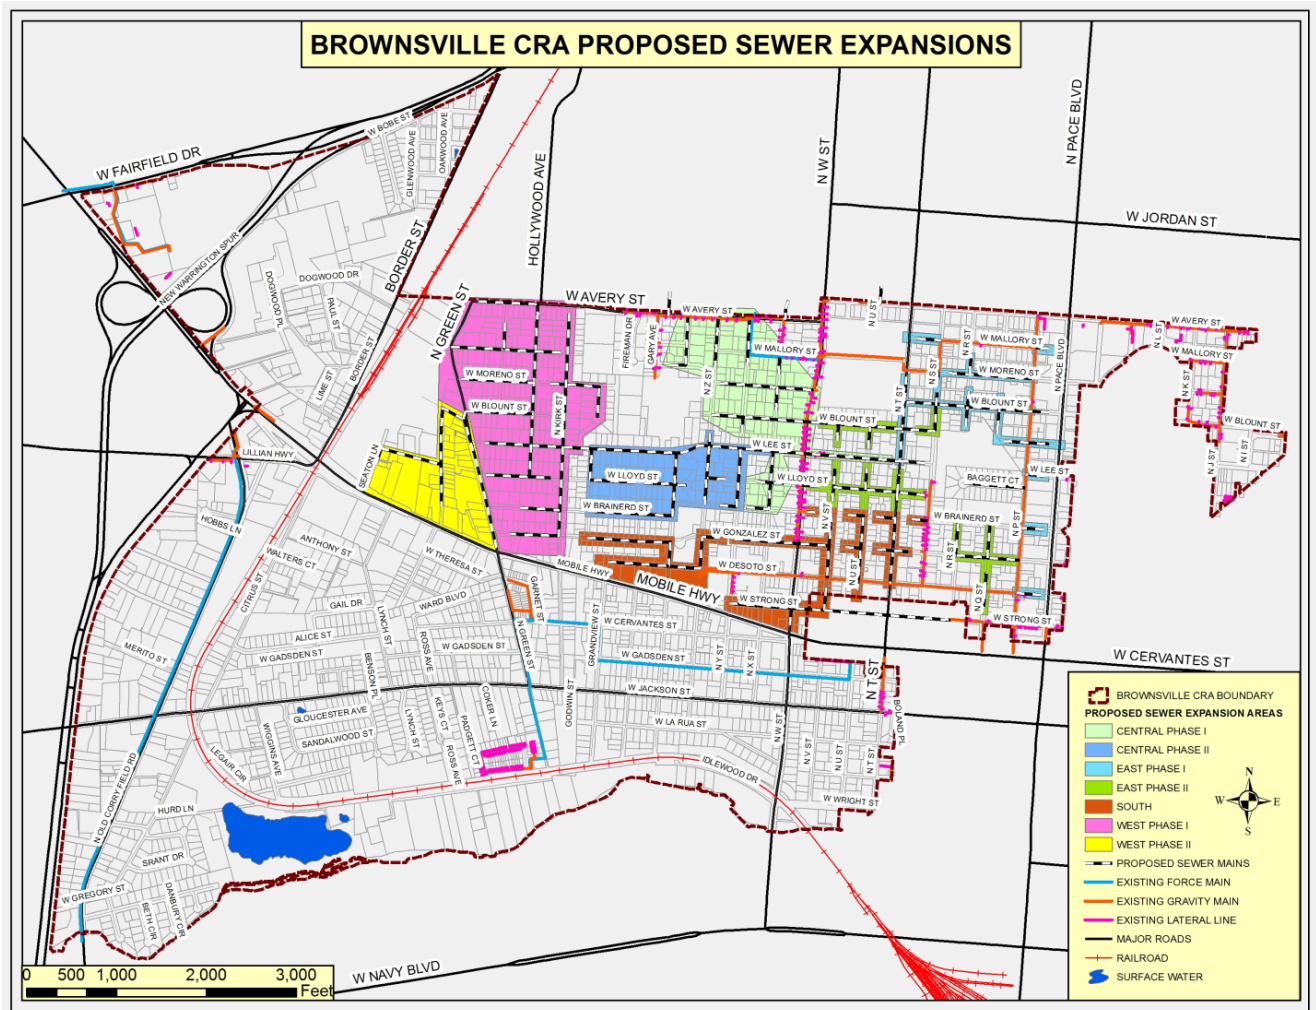 BROWNSVILLE CRA PROPOSED SEWER EXPANSIONS
W FAIRFIELD DR
W BOBE ST
GLENWOOD AVE
OAKWOOD AVE
N PACE BLVD
N W ST
HOLLYWOOD AVE
W JORDAN ST
NEW WARRINGTON SPUR
BORDER ST
DOGWOOD DR
DOGWOOD PL
PAUL ST
LIME ST
BORDER ST
N GREEN ST
W AVERY ST
W AVERY ST
N U ST
W AVERY ST
FIREMAN DR
GARY AVE
W MALLORY ST
N R ST
W MALLORY ST
N L ST
W MALLORY ST
N PACE BLVD
W MORENO ST
N Z ST
N S ST
W MORENO ST
N K ST
W BLOUNT ST
N KIRK ST
W BLOUNT ST
N T ST
W BLOUNT ST
W BLOUNT ST
LILLIAN HWY
SEATON LN
W LEE ST
W LEE ST
N J ST
N I ST
W LLOYD ST
W LLOYD ST
BAGGETT CT
W BRAINERD ST
W BRAINERD ST
N V ST
N P ST
HOBBS LN
ANTHONY ST
WALTERS CT
W THERESA ST
W GONZALEZ ST
MOBILE HWY
W DESOTO ST
N U ST
N R ST
MOBILE HWY
CITRUS ST
GARNET ST
W STRONG ST
N Q ST
W STRONG ST
GAIL DR
LYNCH ST
WARD BLVD
ALICE ST
W CERVANTES ST
GRANDVIEW ST
N GREEN ST
MERITO ST
W GADSDEN ST
ROSS AVE
W GADSDEN ST
W GADSDEN ST
N Y ST
N X ST
W CERVANTES ST
BENSON PL
W JACKSON ST
N T ST
COKER LN
KEYS CT
GODWIN ST
BOLAND PL
GLOUCESTER AVE
LYNCH ST
PADGETT CT
W LA RUA ST
N W ST
SANDALWOOD ST
WIGGINS AVE
ROSS AVE
N V ST
N U ST
N T ST
LEGAIR CIR
IDLEWOOD DR
N OLD CORRY FIELD RD
HURD LN
W WRIGHT ST
SRANT DR
W GREGORY ST
DANBURY CIR
BETH CIR
W NAVY BLVD
0 500 1,000 2,000 3,000
Feet
BROWNSVILLE CRA BOUNDARY
PROPOSED SEWER EXPANSION AREAS
CENTRAL PHASE I
CENTRAL PHASE II
EAST PHASE I
EAST PHASE II
SOUTH
WEST PHASE I
WEST PHASE II
PROPOSED SEWER MAINS
EXISTING FORCE MAIN
EXISTING GRAVITY MAIN
EXISTING LATERAL LINE
MAJOR ROADS
RAILROAD
SURFACE WATER
N
W E
S